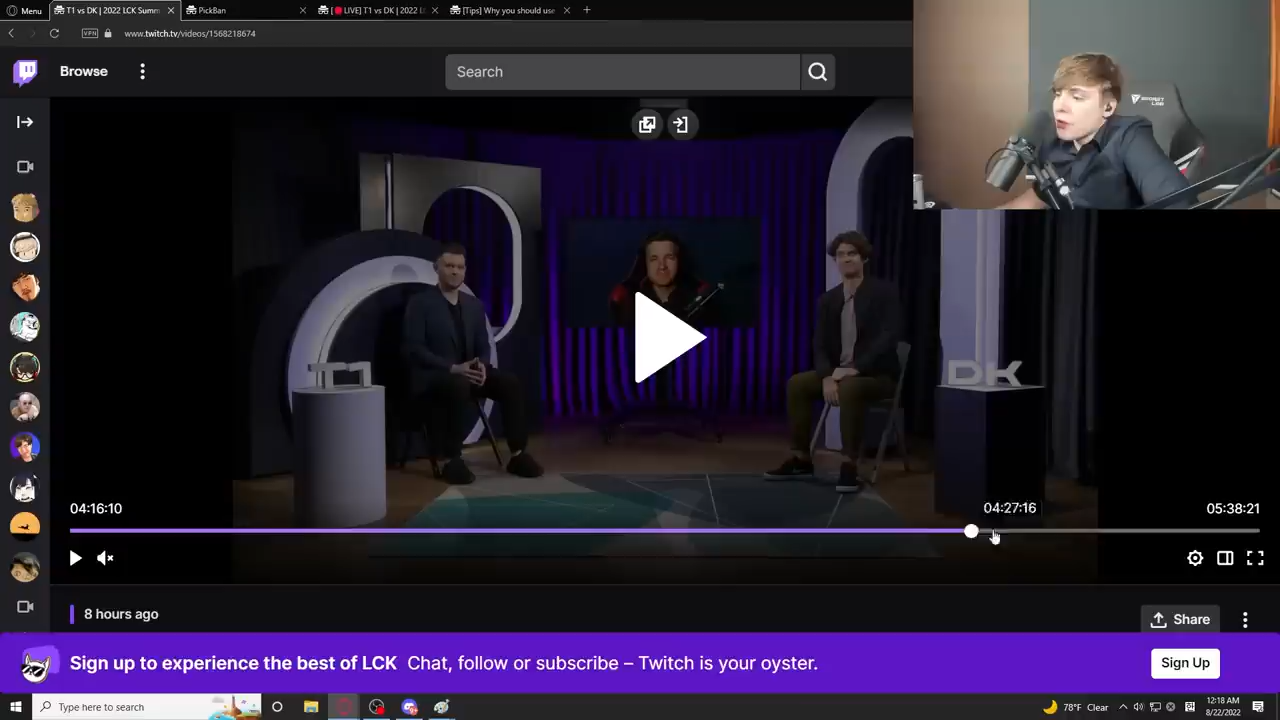 Menu
T1 vs DK | 2022 LCK Summ
PickBan
[🔴LIVE] T1 vs DK | 2022 L
[Tips] Why you should use
VPN
www.twitch.tv/videos/1568218674
Browse
Search
SECRET LAB
T1
DK
04:16:10
04:27:16
05:38:21
8 hours ago
Share
Sign up to experience the best of LCK Chat, follow or subscribe – Twitch is your oyster.
Sign Up
Type here to search
78°F Clear
12:18 AM
8/22/2022